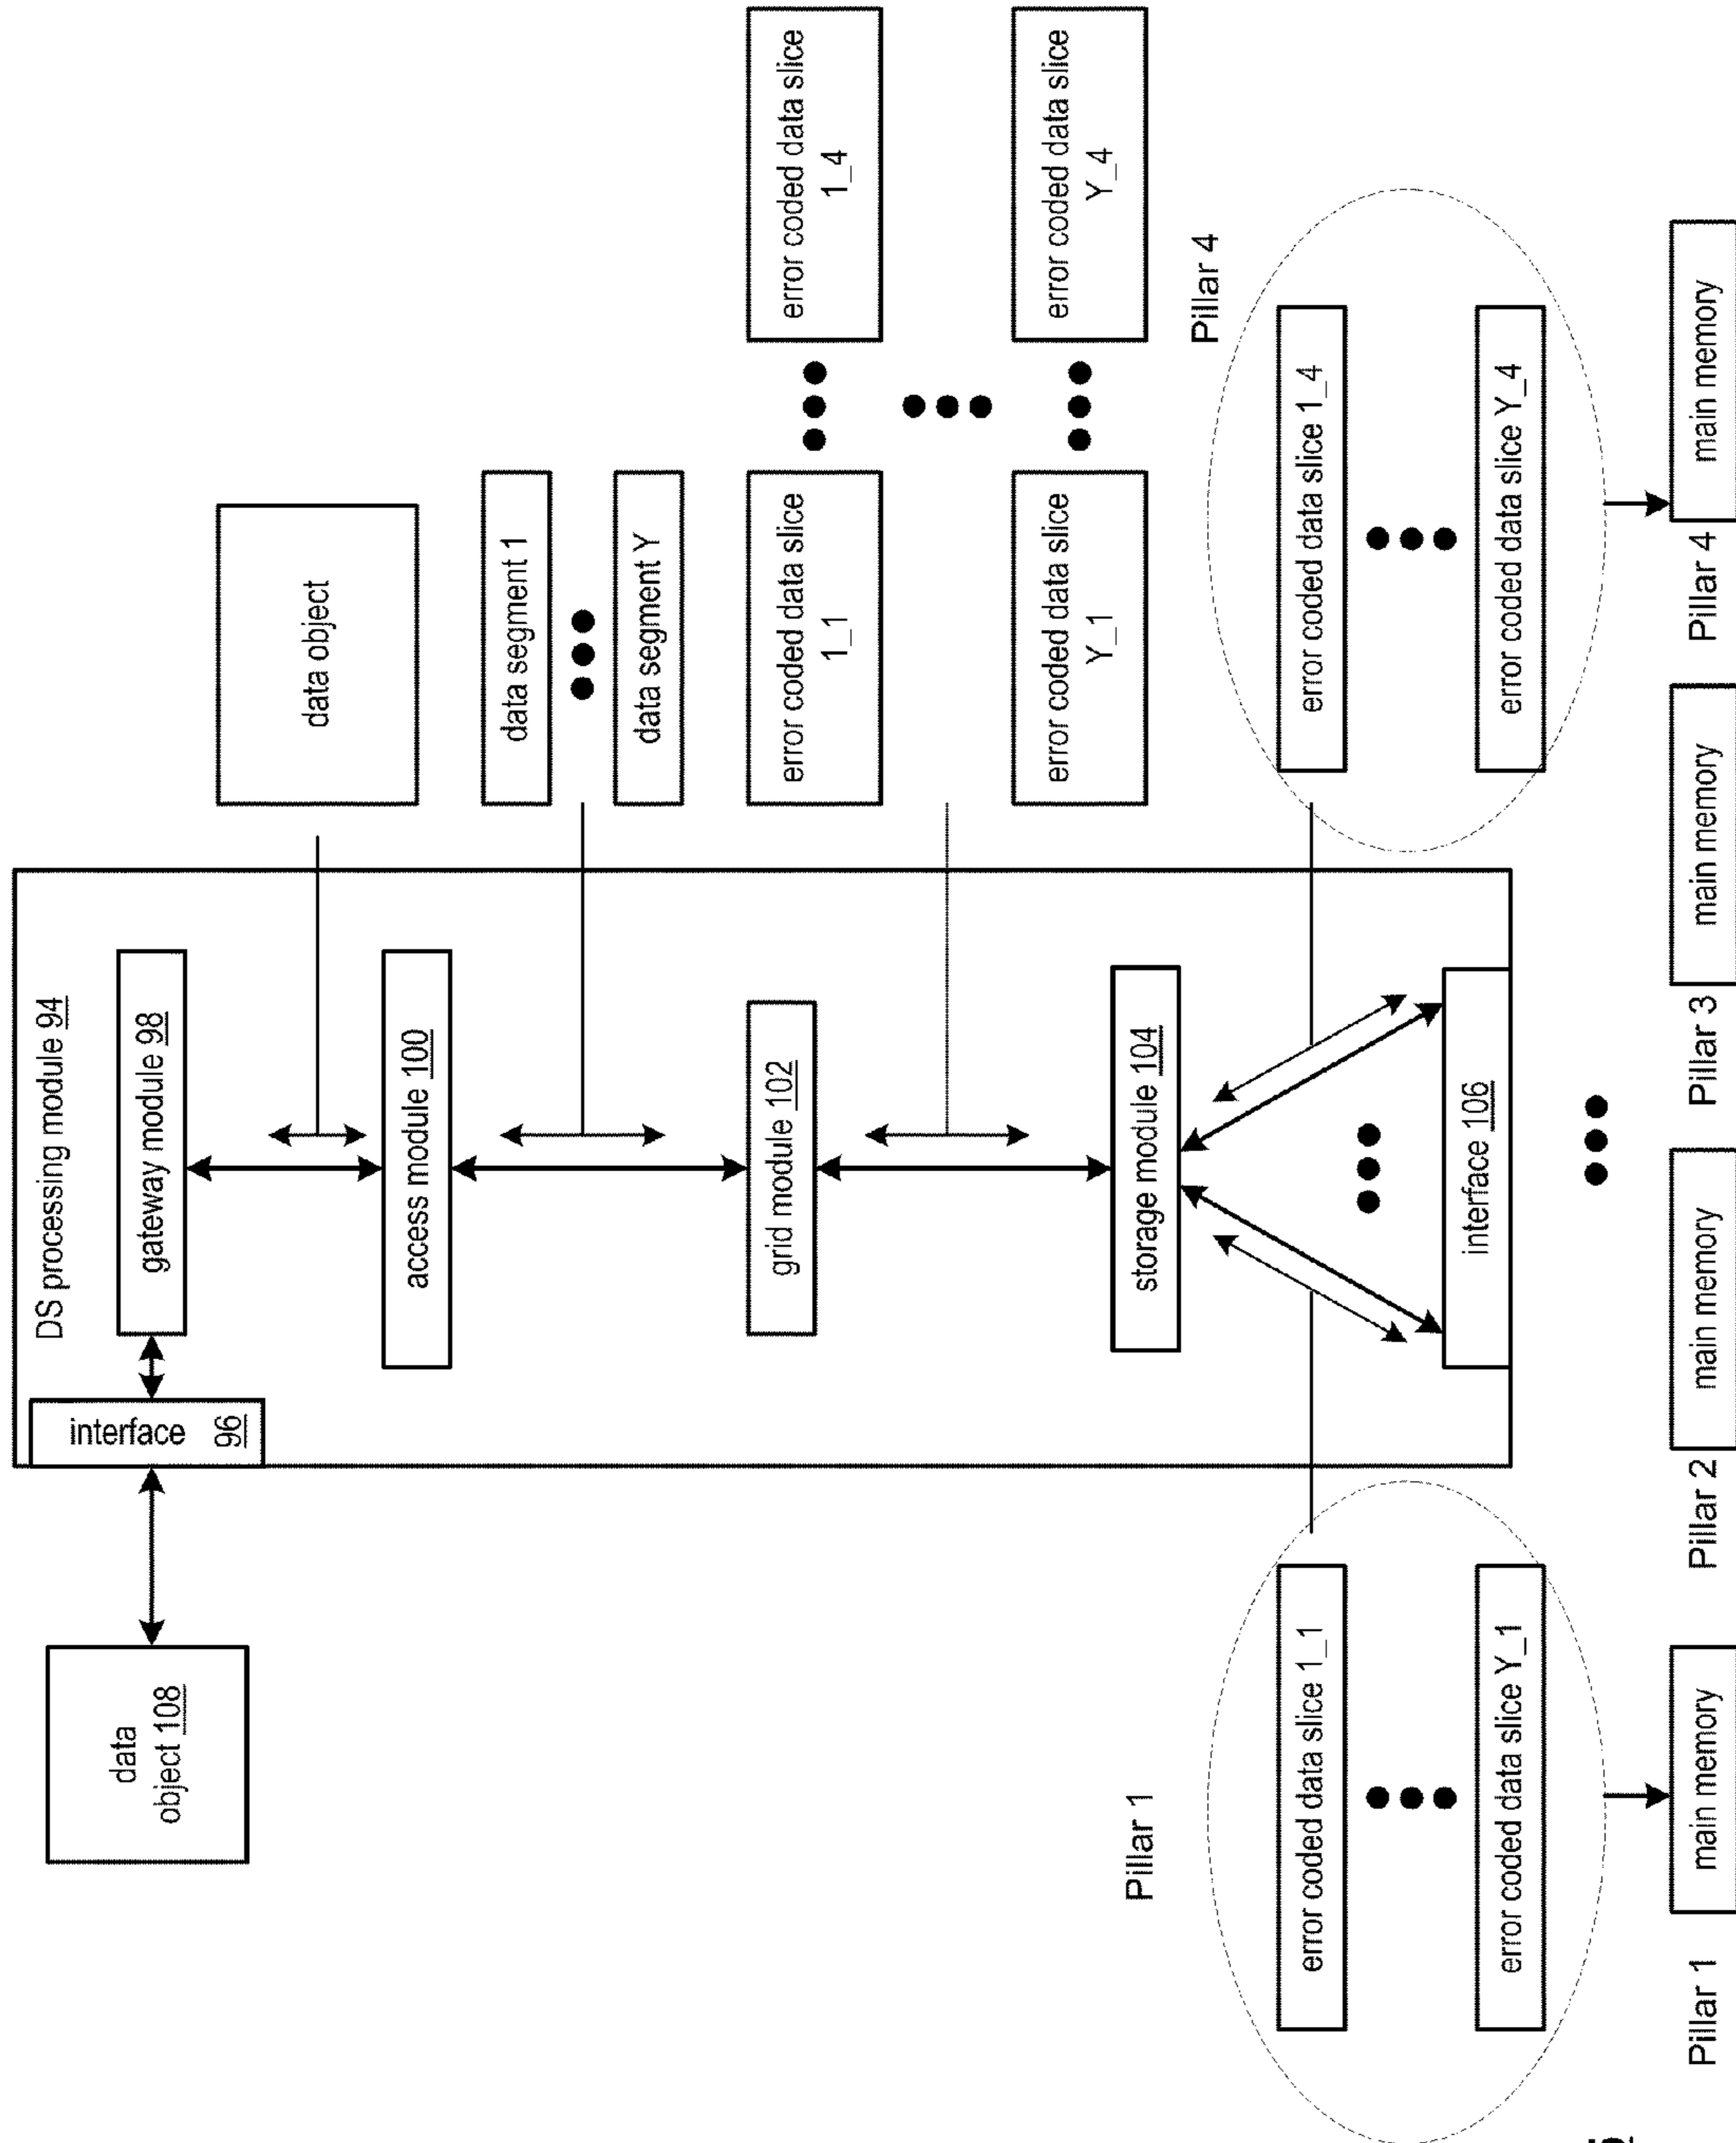 DS processing module 94
interface 96
data
object 108
gateway module 98
data object
access module 100
data segment 1
data segment Y
grid module 102
error coded data slice
1_1
error coded data slice
1_4
error coded data slice
Y_1
error coded data slice
Y_4
storage module 104
Pillar 1
Pillar 4
error coded data slice 1_1
error coded data slice 1_4
interface 106
error coded data slice Y_1
error coded data slice Y_4
Pillar 1
main memory
Pillar 2
main memory
Pillar 3
main memory
Pillar 4
main memory